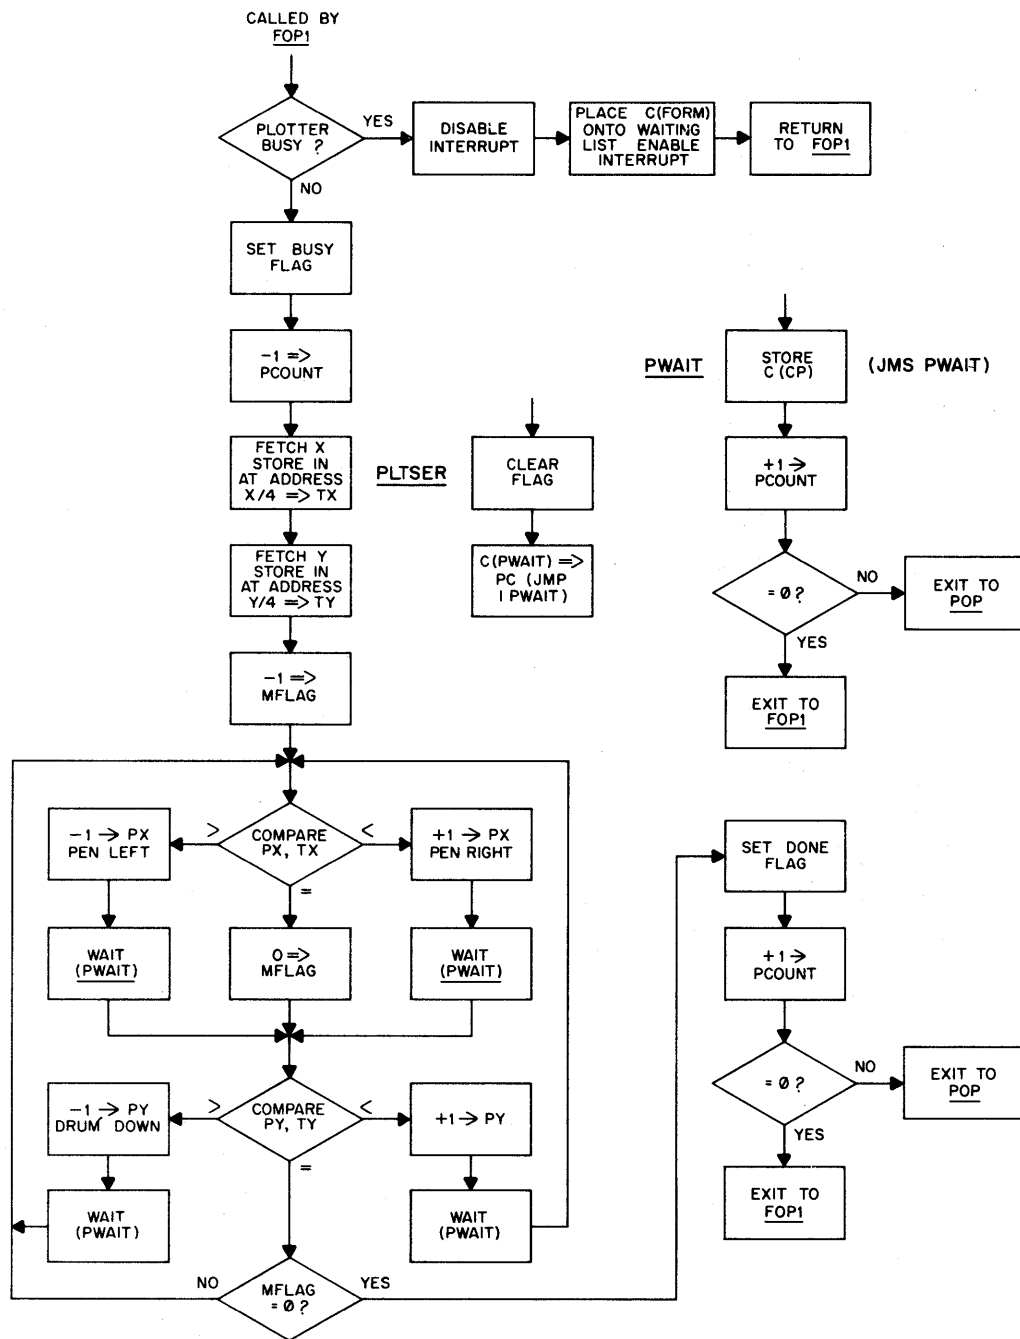 CALLED BY
FOP1
PLOTTER
BUSY ?
YES
NO
DISABLE
INTERRUPT
PLACE C(FORM)
ONTO WAITING
LIST ENABLE
INTERRUPT
RETURN
TO FOP1
SET BUSY
FLAG
-1 =>
PCOUNT
FETCH X
STORE IN
AT ADDRESS
X/4 => TX
FETCH Y
STORE IN
AT ADDRESS
Y/4 => TY
-1 =>
MFLAG
PLTSER
CLEAR
FLAG
C(PWAIT) =>
PC (JMP
I PWAIT)
PWAIT
STORE
C (CP)
(JMS PWAIT)
+1 →
PCOUNT
= Ø ?
NO
YES
EXIT TO
POP
EXIT TO
FOP1
COMPARE
PX, TX
>
<
=
-1 → PX
PEN LEFT
+1 → PX
PEN RIGHT
WAIT
(PWAIT)
O =>
MFLAG
WAIT
(PWAIT)
COMPARE
PY, TY
>
<
=
-1 → PY
DRUM DOWN
+1 → PY
WAIT
(PWAIT)
WAIT
(PWAIT)
MFLAG
= Ø ?
NO
YES
SET DONE
FLAG
+1 →
PCOUNT
= Ø ?
NO
YES
EXIT TO
POP
EXIT TO
FOP1